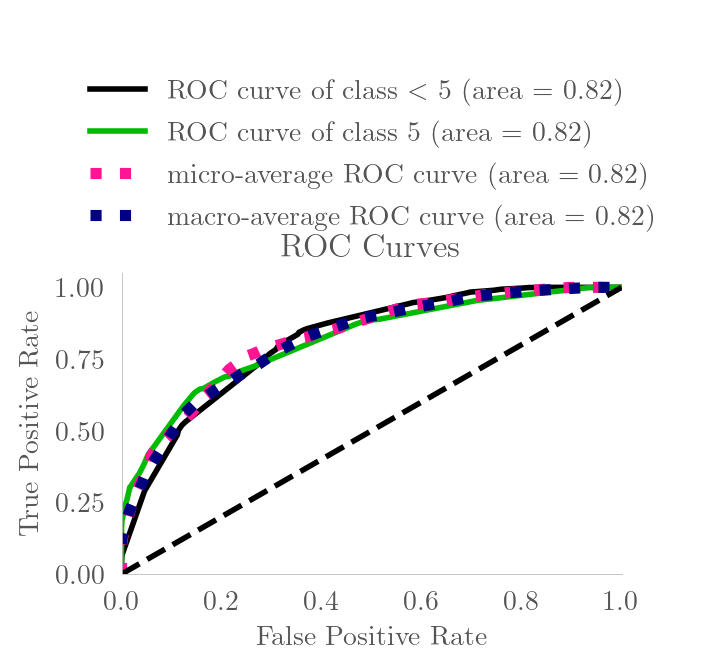 ROC curve of class < 5 (area = 0.82)
ROC curve of class 5 (area = 0.82)
micro-average ROC curve (area = 0.82)
macro-average ROC curve (area = 0.82)
ROC Curves
1.00
0.75
0.50
0.25
0.00
True Positive Rate
0.0 0.2 0.4 0.6 0.8 1.0
False Positive Rate